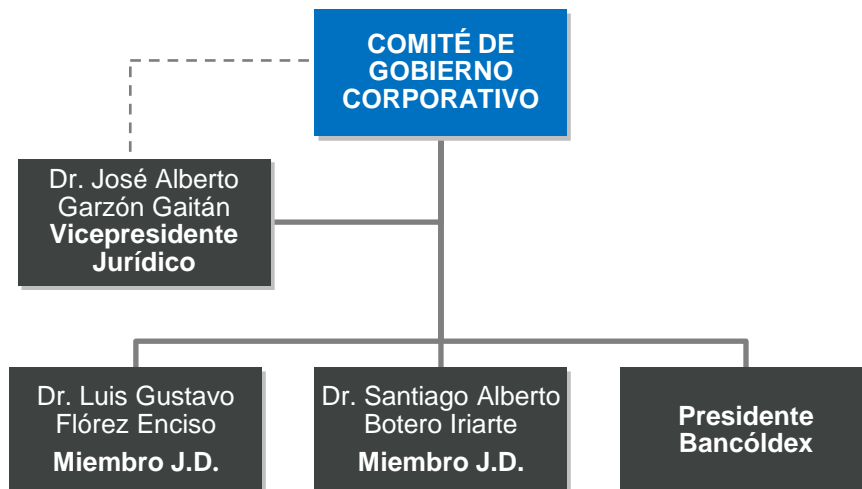 COMITÉ DE
GOBIERNO
CORPORATIVO
Dr. José Alberto
Garzón Gaitán
Vicepresidente
Jurídico
Dr. Luis Gustavo
Flórez Enciso
Miembro J.D.
Dr. Santiago Alberto
Botero Iriarte
Miembro J.D.
Presidente
Bancóldex